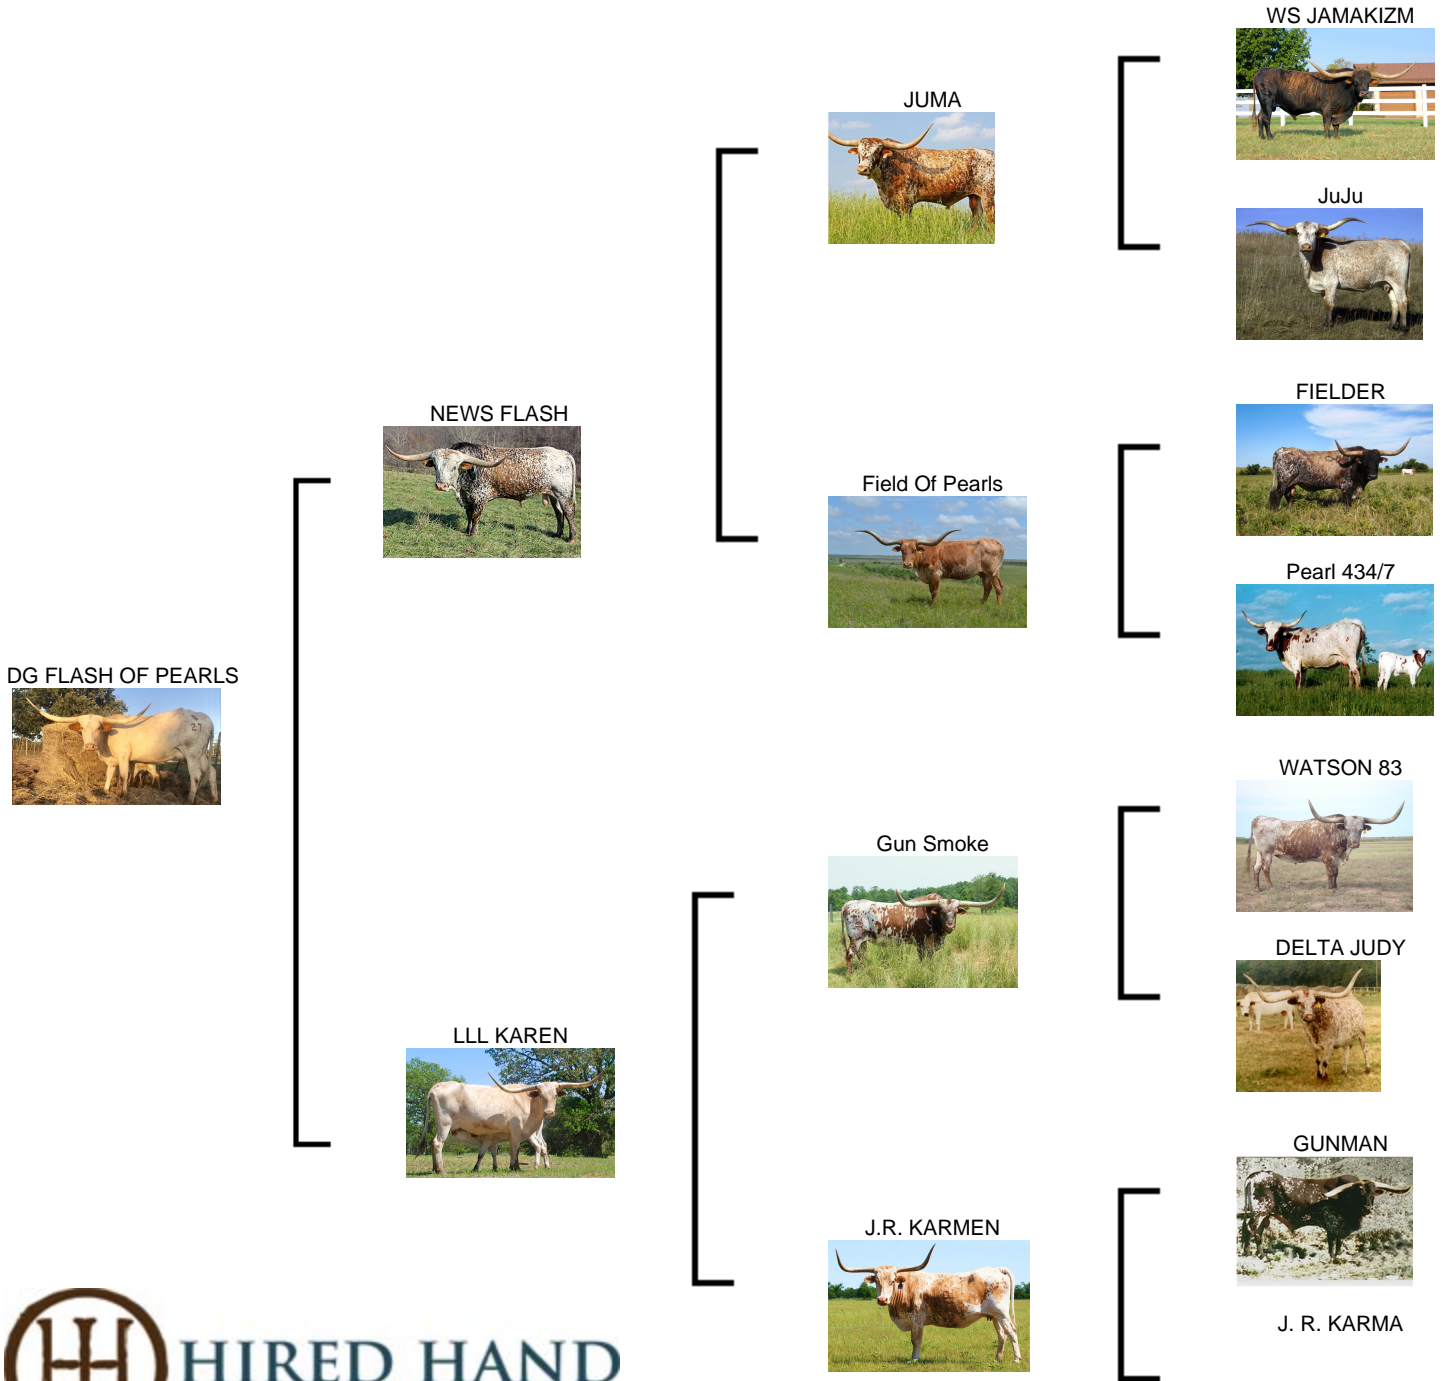 WS JAMAKIZM
JUMA
JuJu
FIELDER
NEWS FLASH
Field Of Pearls
Pearl 434/7
DG FLASH OF PEARLS
WATSON 83
Gun Smoke
DELTA JUDY
LLL KAREN
GUNMAN
J.R. KARMEN
J. R. KARMA
HIRED HAND